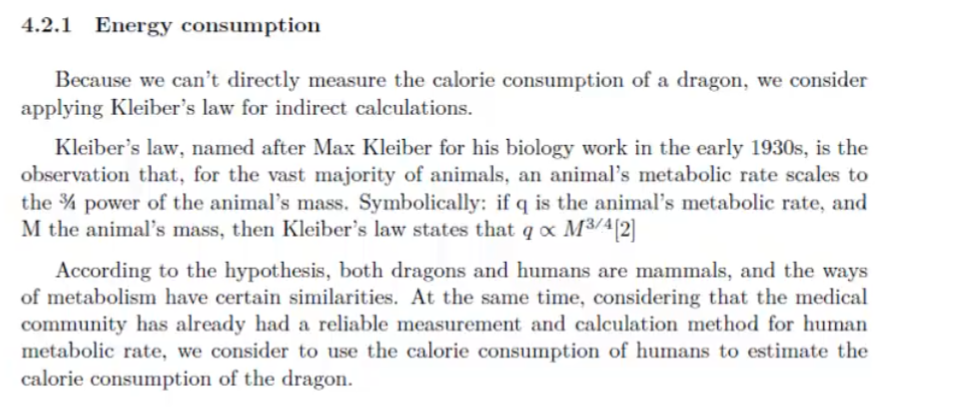 4.2.1 Energy consumption
Because we can't directly measure the calorie consumption of a dragon, we consider
applying Kleiber's law for indirect calculations.
Kleiber's law, named after Max Kleiber for his biology work in the early 1930s, is the
observation that, for the vast majority of animals, an animal's metabolic rate scales to
the ¾ power of the animal's mass. Symbolically: if q is the animal's metabolic rate, and
M the animal's mass, then Kleiber's law states that q ∝ M^{3/4}[2]
According to the hypothesis, both dragons and humans are mammals, and the ways
of metabolism have certain similarities. At the same time, considering that the medical
community has already had a reliable measurement and calculation method for human
metabolic rate, we consider to use the calorie consumption of humans to estimate the
calorie consumption of the dragon.